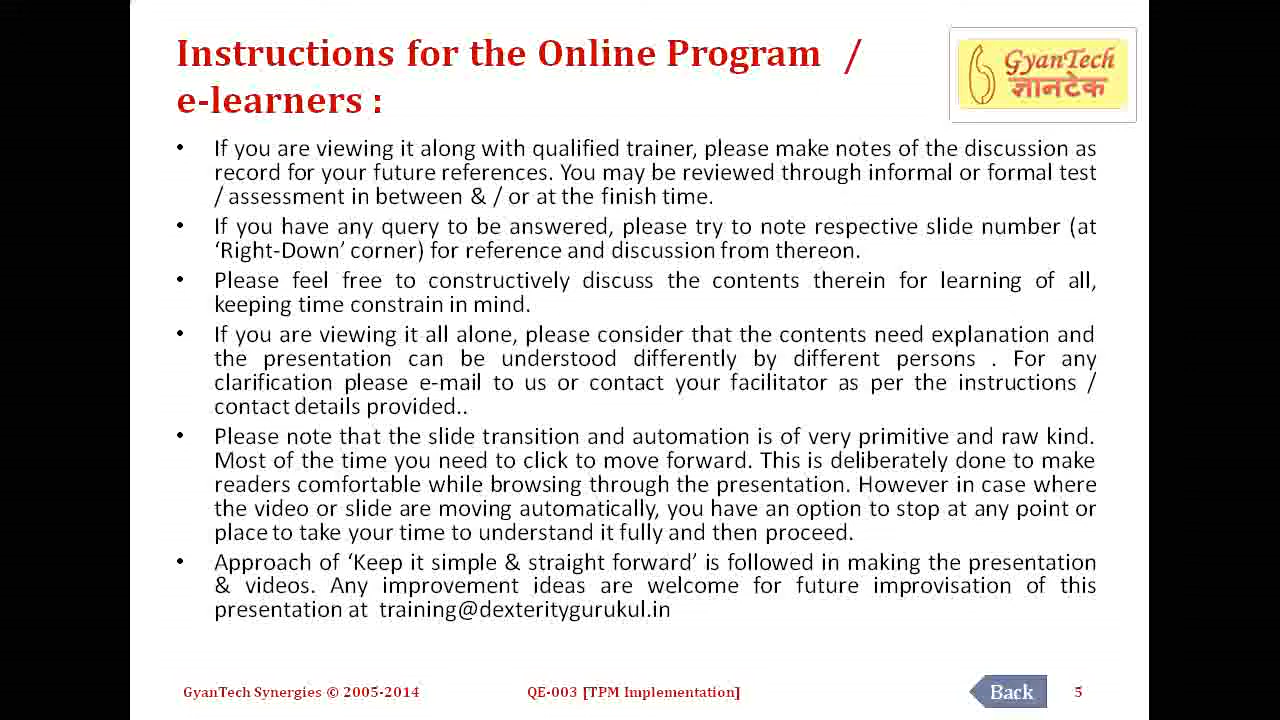 Instructions for the Online Program /
e-learners :
GyanTech
ज्ञानटेक
• If you are viewing it along with qualified trainer, please make notes of the discussion as
record for your future references. You may be reviewed through informal or formal test
/ assessment in between & / or at the finish time.
• If you have any query to be answered, please try to note respective slide number (at
‘Right-Down’ corner) for reference and discussion from thereon.
• Please feel free to constructively discuss the contents therein for learning of all,
keeping time constrain in mind.
• If you are viewing it all alone, please consider that the contents need explanation and
the presentation can be understood differently by different persons . For any
clarification please e-mail to us or contact your facilitator as per the instructions /
contact details provided..
• Please note that the slide transition and automation is of very primitive and raw kind.
Most of the time you need to click to move forward. This is deliberately done to make
readers comfortable while browsing through the presentation. However in case where
the video or slide are moving automatically, you have an option to stop at any point or
place to take your time to understand it fully and then proceed.
• Approach of ‘Keep it simple & straight forward’ is followed in making the presentation
& videos. Any improvement ideas are welcome for future improvisation of this
presentation at training@dexteritygurukul.in
GyanTech Synergies © 2005-2014
QE-003 [TPM Implementation]
Back
5